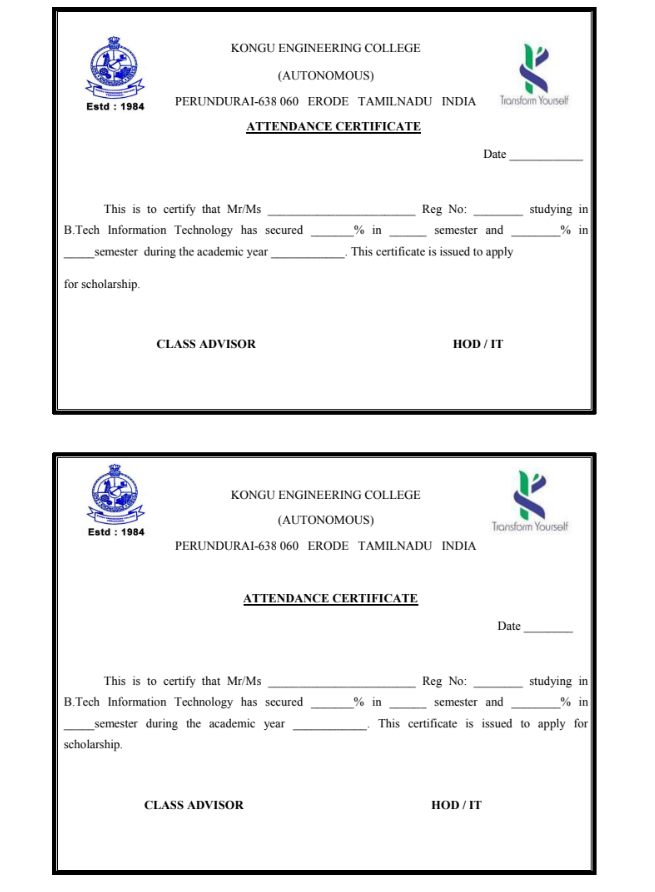 KONGU ENGINEERING COLLEGE
(AUTONOMOUS)
PERUNDURAI-638 060 ERODE TAMILNADU INDIA
Estd : 1984
Transform Yourself
ATTENDANCE CERTIFICATE
Date ____________
This is to certify that Mr/Ms ________________________ Reg No: ________ studying in
B.Tech Information Technology has secured _______% in ______ semester and ________% in
_____semester during the academic year ____________. This certificate is issued to apply
for scholarship.
CLASS ADVISOR HOD / IT
KONGU ENGINEERING COLLEGE
(AUTONOMOUS)
PERUNDURAI-638 060 ERODE TAMILNADU INDIA
Estd : 1984
Transform Yourself
ATTENDANCE CERTIFICATE
Date ________
This is to certify that Mr/Ms ________________________ Reg No: ________ studying in
B.Tech Information Technology has secured _______% in ______ semester and ________% in
_____semester during the academic year ____________. This certificate is issued to apply for
scholarship.
CLASS ADVISOR HOD / IT